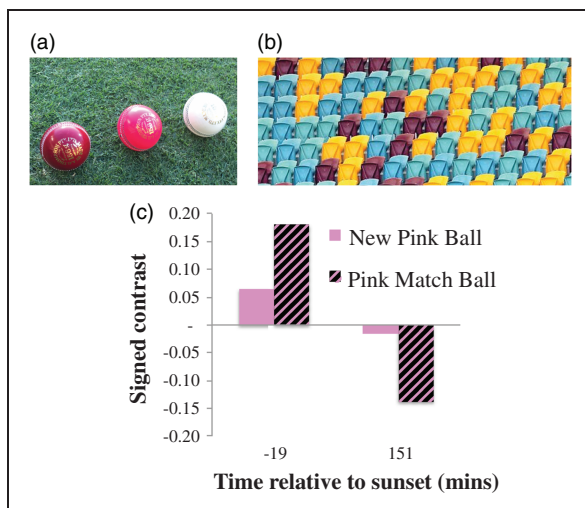 (a)
(b)
(c)
0.20
0.15
0.10
0.05
-
-0.05
-0.10
-0.15
-0.20
Signed contrast
New Pink Ball
Pink Match Ball
-19 151
Time relative to sunset (mins)